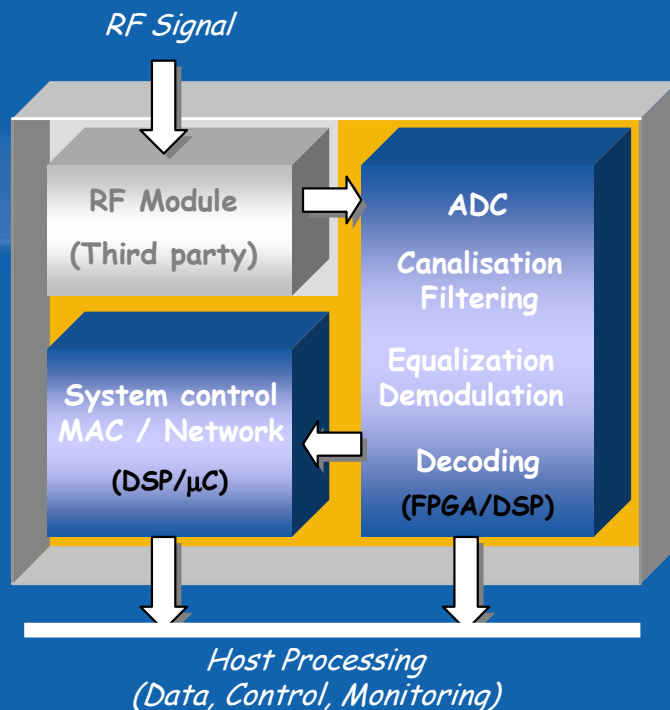 RF Signal
RF Module
(Third party)
ADC
Canalisation
Filtering
Equalization
Demodulation
Decoding
(FPGA/DSP)
System control
MAC / Network
(DSP/μC)
Host Processing
(Data, Control, Monitoring)